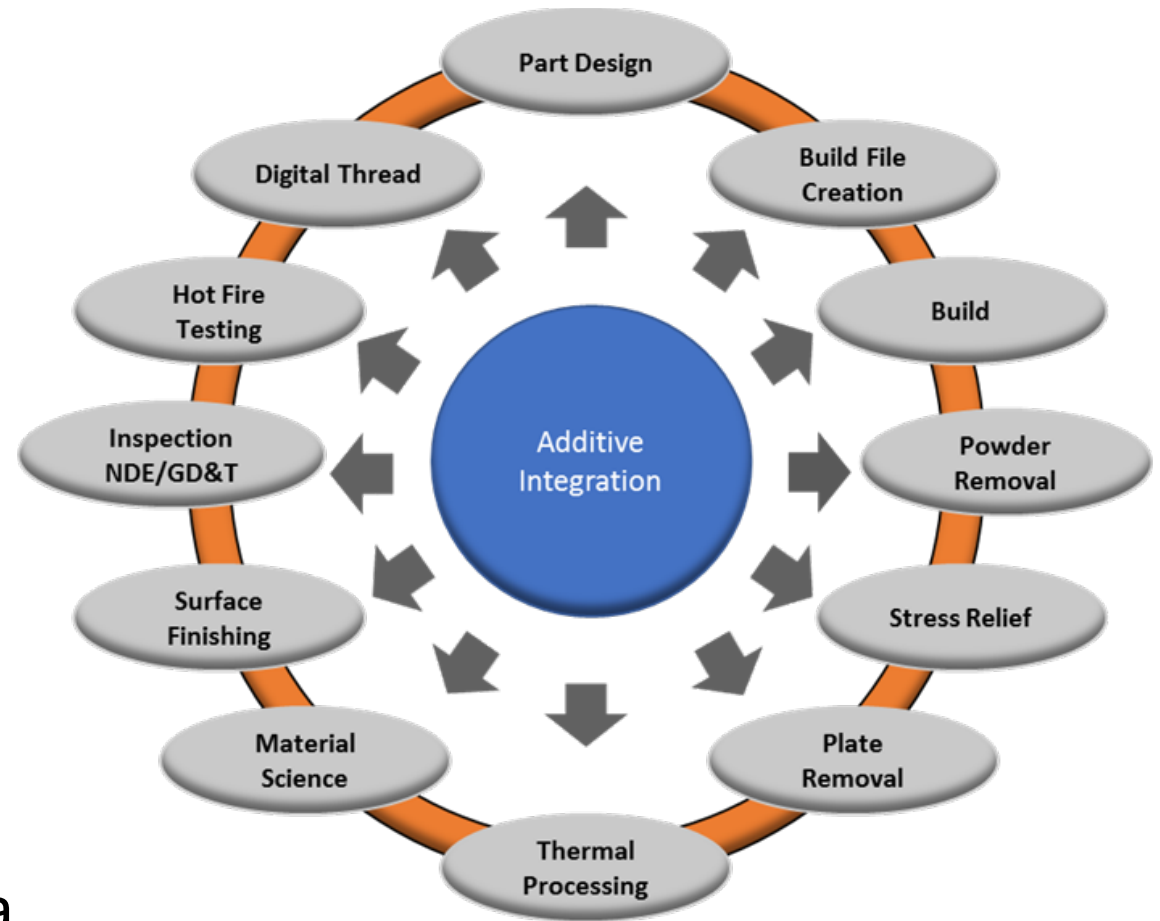 Part Design
Build File
Creation
Build
Powder
Removal
Stress Relief
Plate
Removal
Thermal
Processing
Material
Science
Surface
Finishing
Inspection
NDE/GD&T
Hot Fire
Testing
Digital Thread
Additive
Integration
a